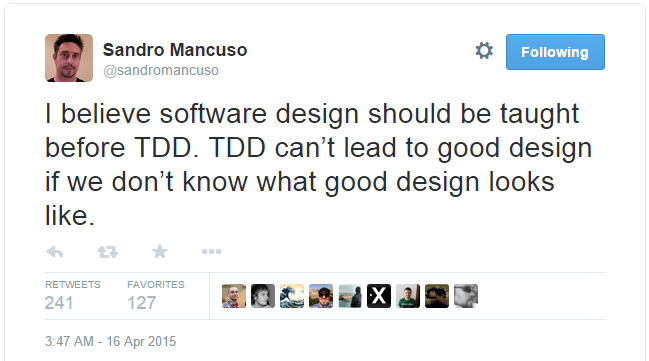 Sandro Mancuso
@sandromancuso
Following
I believe software design should be taught
before TDD. TDD can’t lead to good design
if we don’t know what good design looks
like.
RETWEETS FAVORITES
241 127
X
3:47 AM - 16 Apr 2015